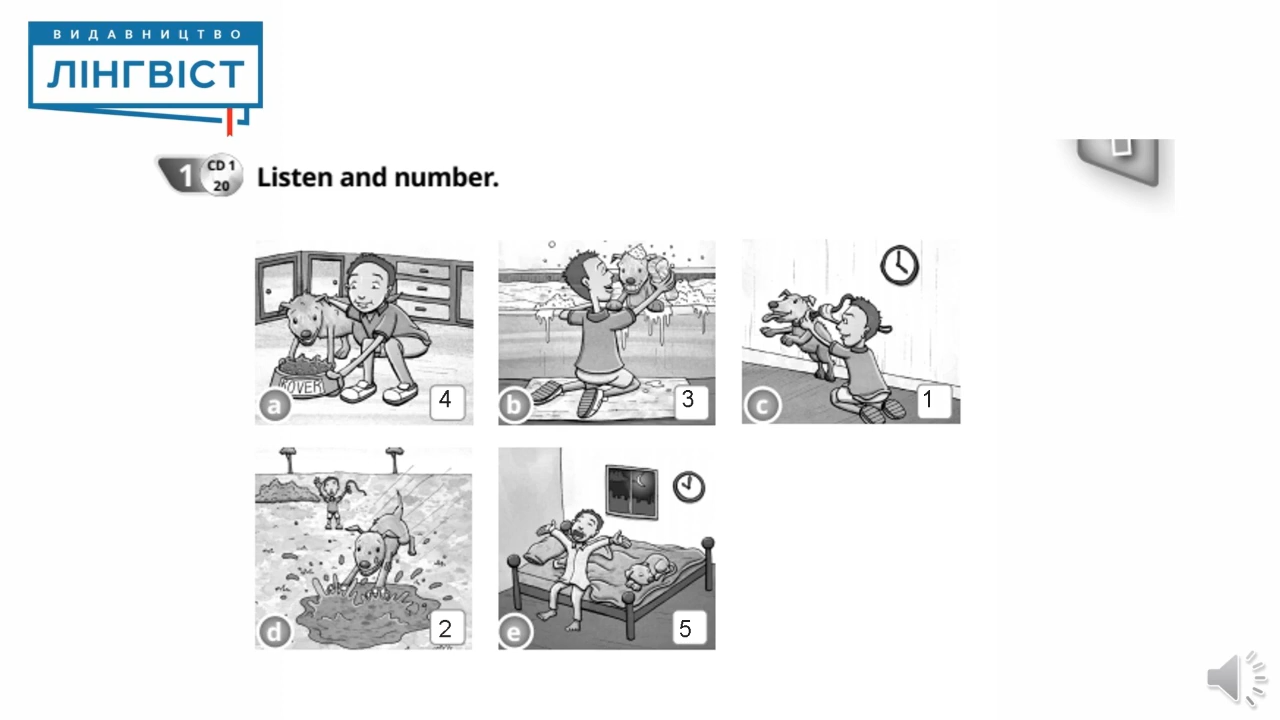 ВИДАВНИЦТВО
ЛІНГВІСТ
1 CD 1 20 Listen and number.
ROVER
a 4
b 3
c 1
d 2
e 5